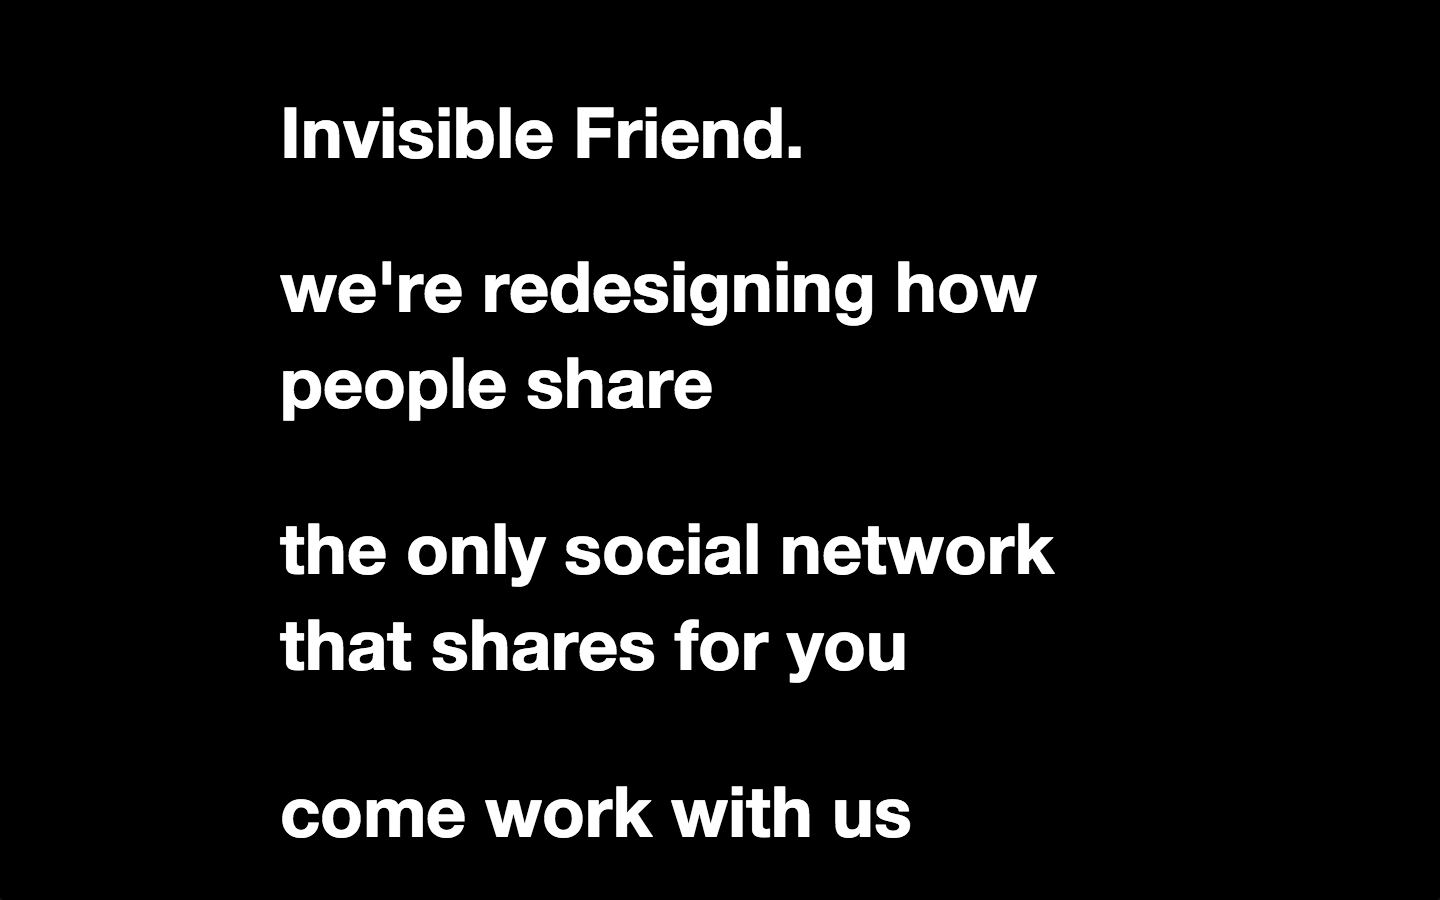 Invisible Friend.
we're redesigning how
people share
the only social network
that shares for you
come work with us